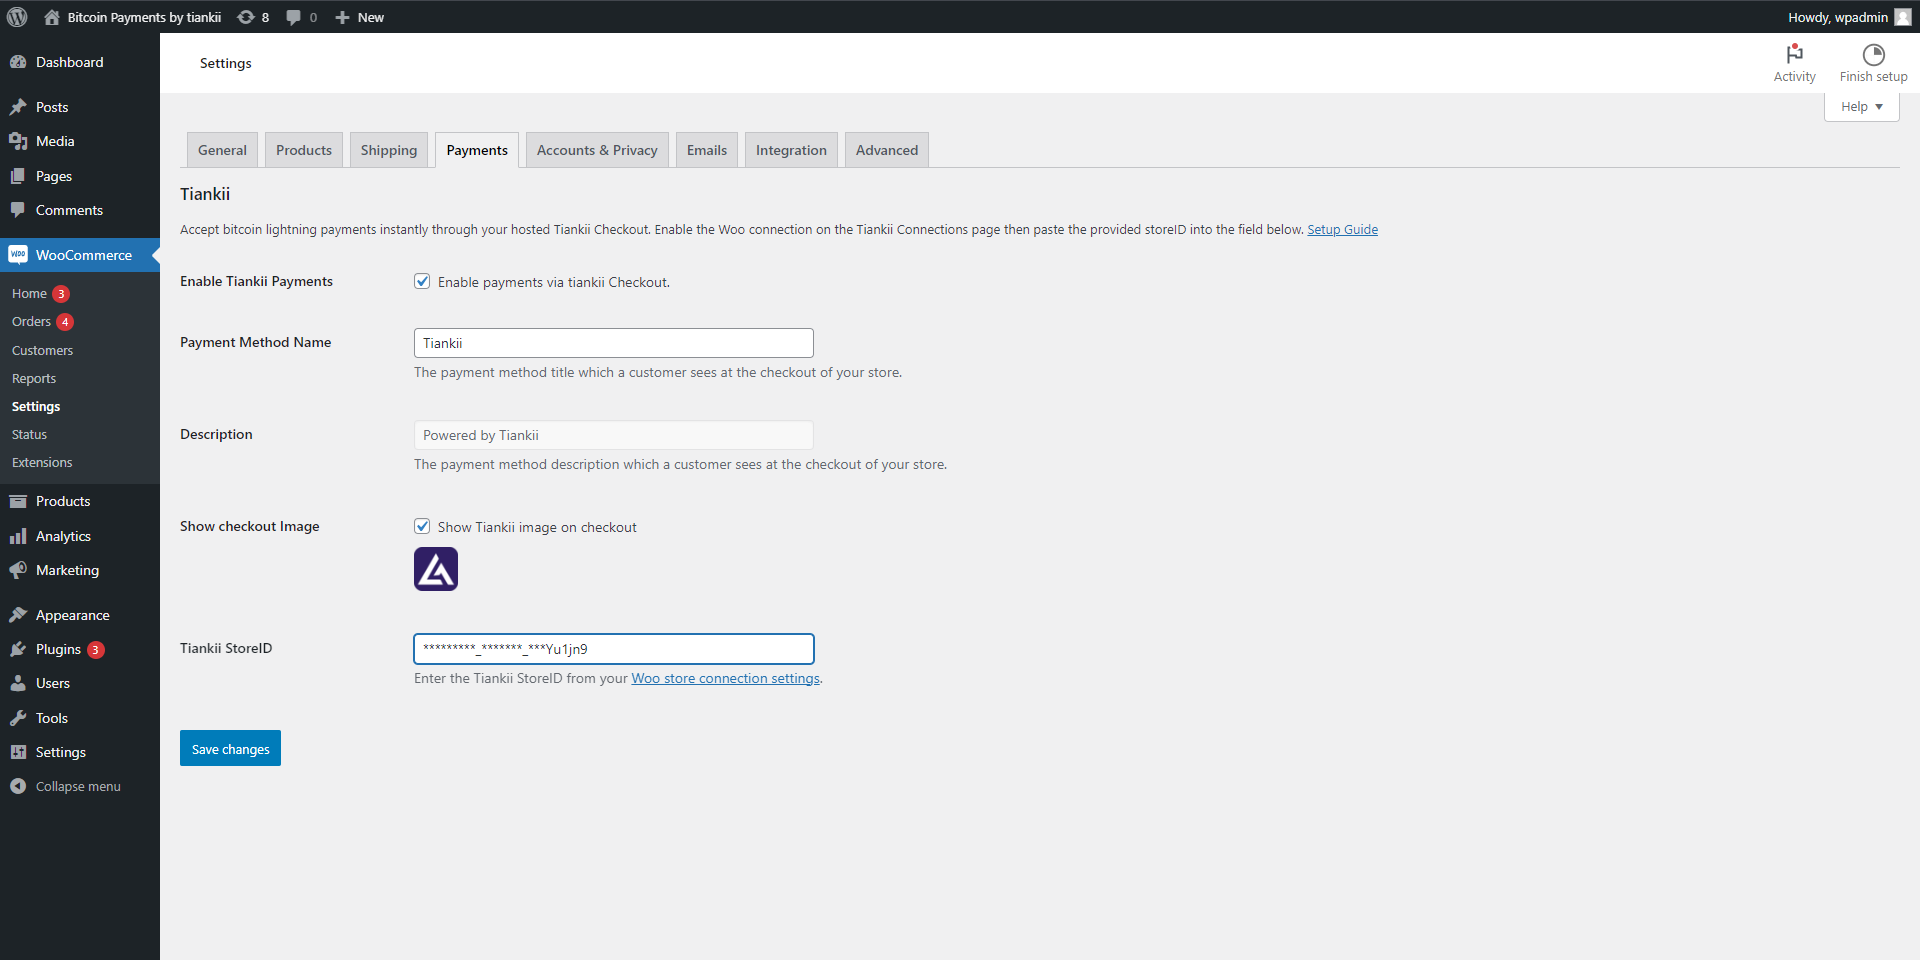 Bitcoin Payments by tiankii 8 0 New Howdy, wpadmin
Dashboard
Posts
Media
Pages
Comments
WOO WooCommerce
Home 3
Orders 4
Customers
Reports
Settings
Status
Extensions
Products
Analytics
Marketing
Appearance
Plugins 3
Users
Tools
Settings
Collapse menu
Settings
Activity
Finish setup
Help
General Products Shipping Payments Accounts & Privacy Emails Integration Advanced
Tiankii
Accept bitcoin lightning payments instantly through your hosted Tiankii Checkout. Enable the Woo connection on the Tiankii Connections page then paste the provided storeID into the field below. Setup Guide
Enable Tiankii Payments Enable payments via tiankii Checkout.
Payment Method Name Tiankii
The payment method title which a customer sees at the checkout of your store.
Description Powered by Tiankii
The payment method description which a customer sees at the checkout of your store.
Show checkout Image Show Tiankii image on checkout
Tiankii StoreID *********_*******_***Yu1jn9
Enter the Tiankii StoreID from your Woo store connection settings.
Save changes